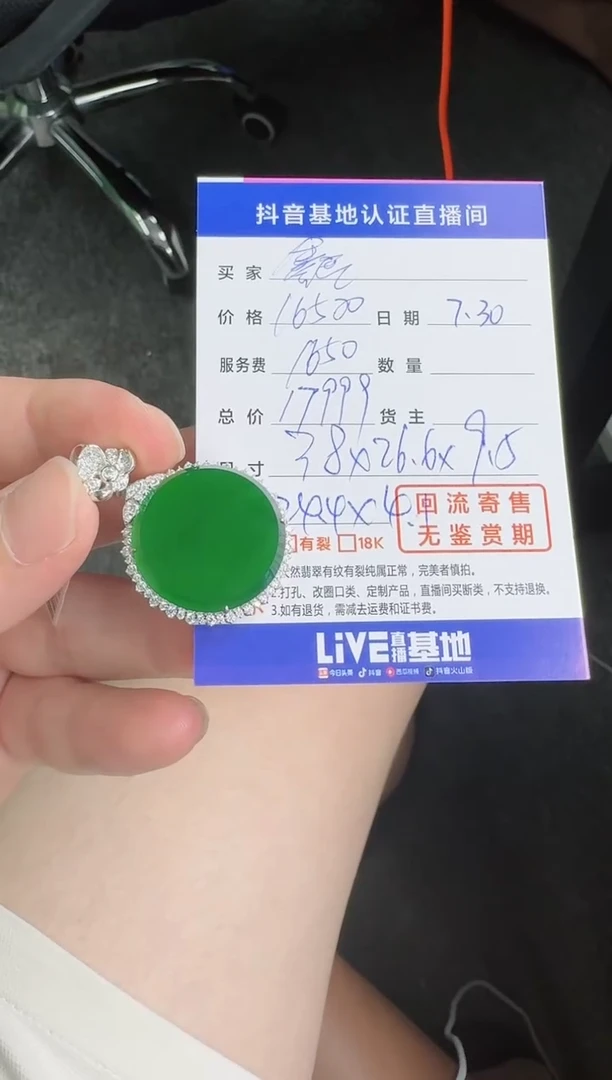 抖音基地认证直播间
买家
价格 16500 日期 7.30
服务费 1650 数量
总价 17999 货主
寸 38x26.6x9.5
回流寄售
无鉴赏期
有裂 18K
然翡翠有纹有裂纯属正常，完美者慎拍。
2.打孔、改圈口类、定制产品，直播间买断类，不支持退换。
3.如有退货，需减去运费和证书费。
LiVE直播基地
今日头条 抖音 西瓜视频 抖音火山版